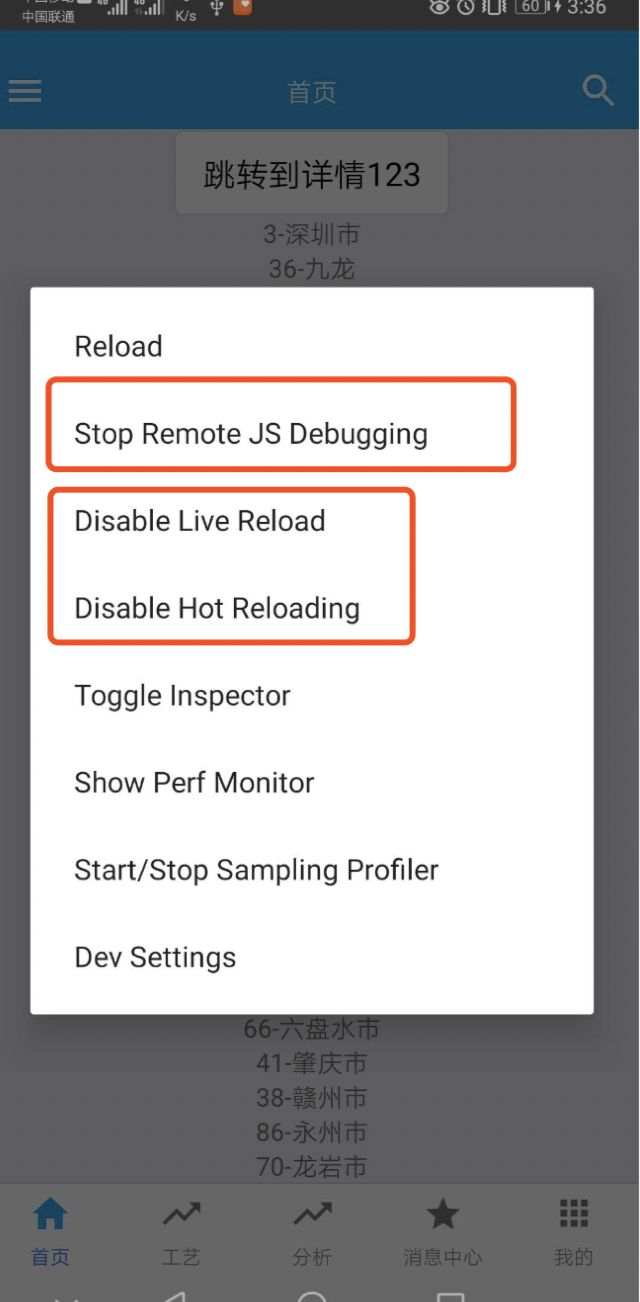 中国联通
K/s
60
3:36
首页
跳转到详情123
3-深圳市
36-九龙
Reload
Stop Remote JS Debugging
Disable Live Reload
Disable Hot Reloading
Toggle Inspector
Show Perf Monitor
Start/Stop Sampling Profiler
Dev Settings
66-六盘水市
41-肇庆市
38-赣州市
86-永州市
70-龙岩市
首页
工艺
分析
消息中心
我的